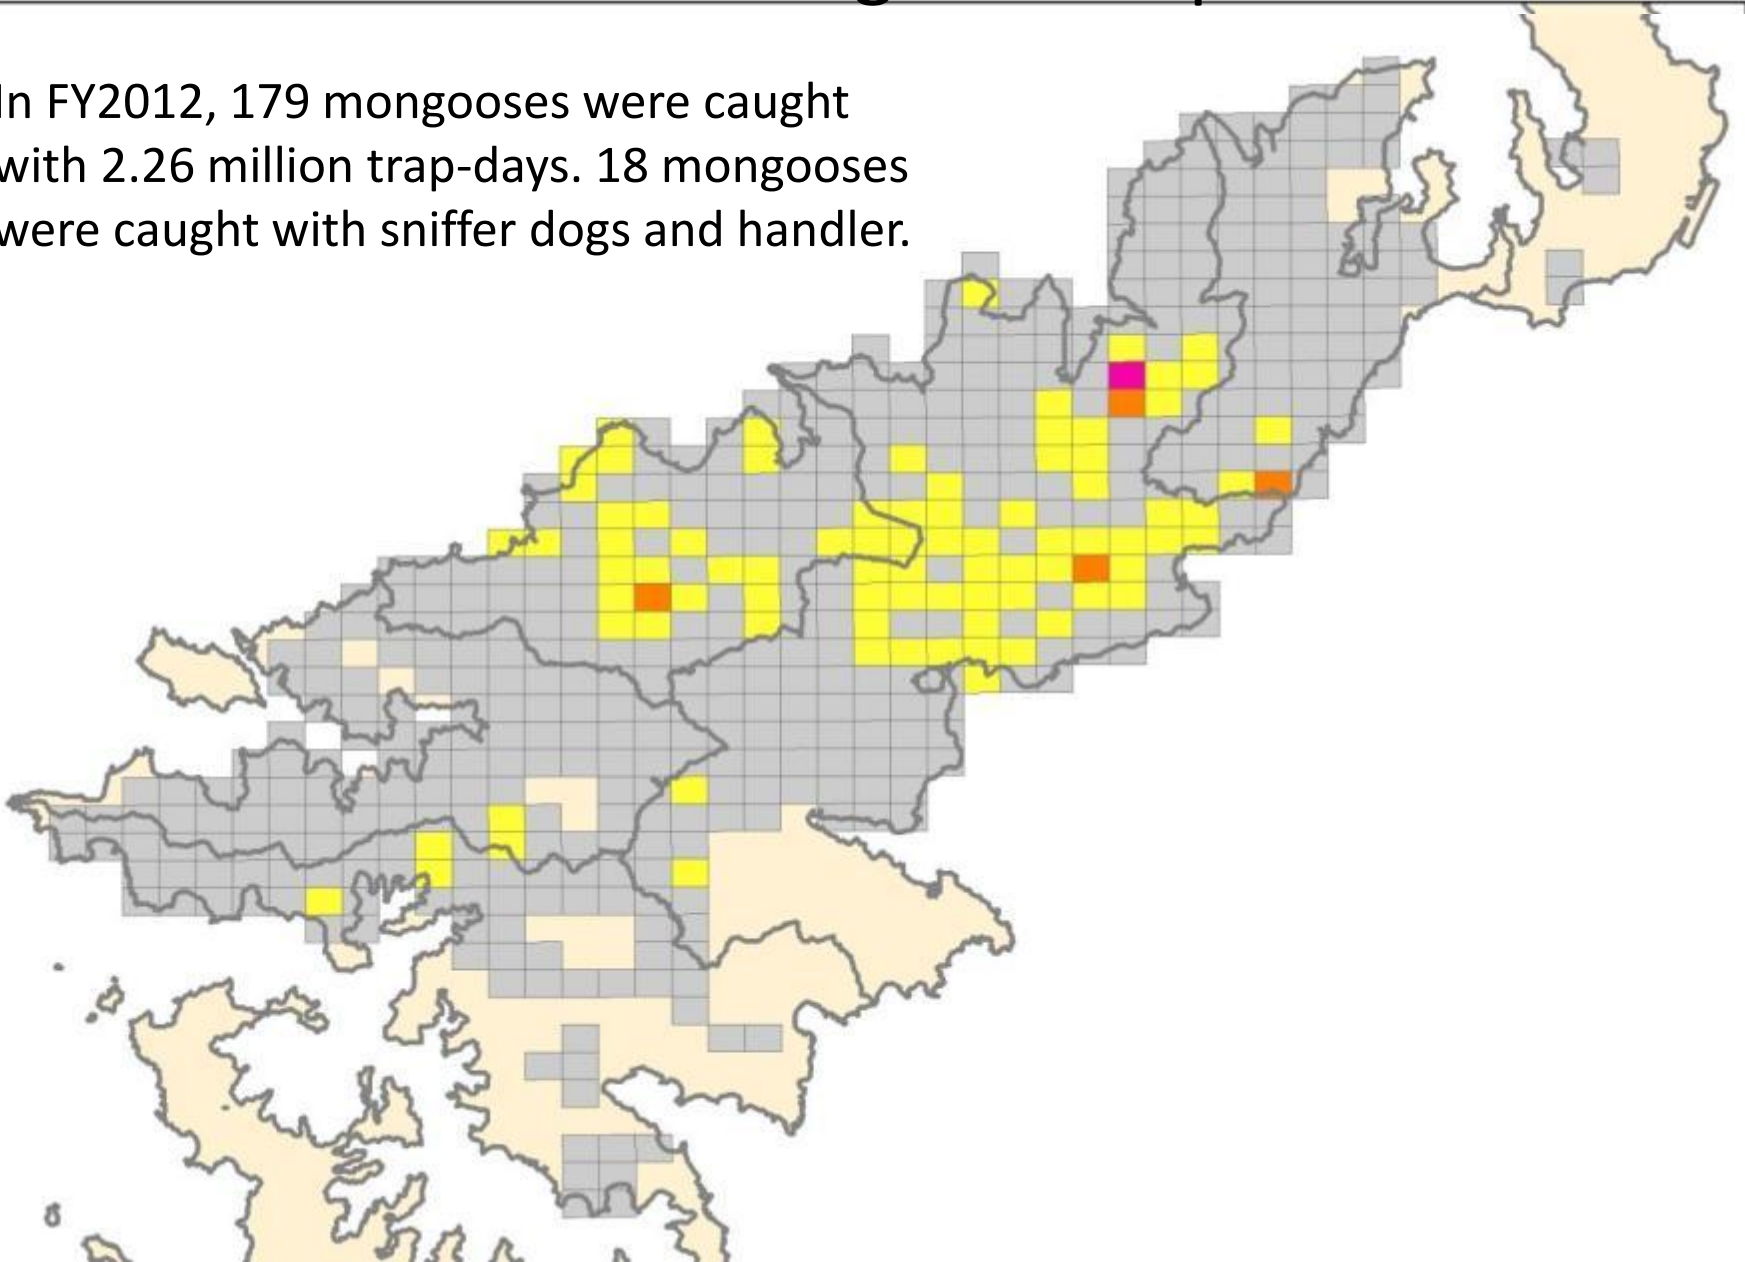 In FY2012, 179 mongooses were caught
with 2.26 million trap-days. 18 mongooses
were caught with sniffer dogs and handler.